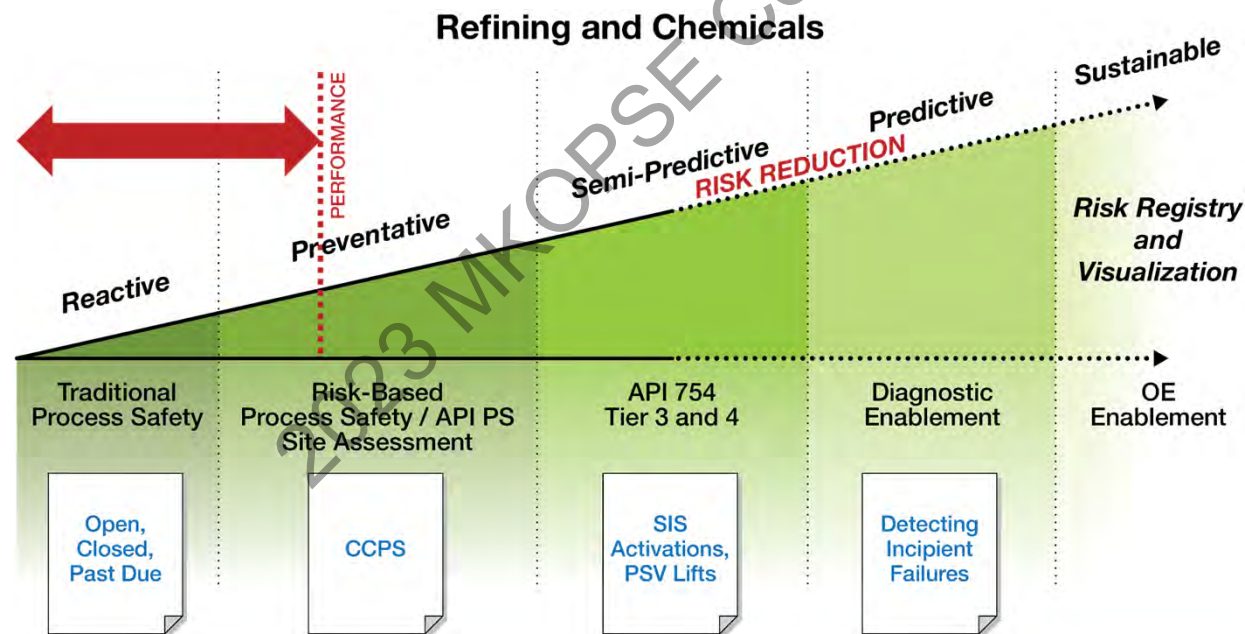 Refining and Chemicals
PERFORMANCE
Reactive
Preventative
Semi-Predictive
RISK REDUCTION
Predictive
Sustainable
Risk Registry
and
Visualization
Traditional
Process Safety
Risk-Based
Process Safety / API PS
Site Assessment
API 754
Tier 3 and 4
Diagnostic
Enablement
OE
Enablement
Open,
Closed,
Past Due
CCPS
SIS
Activations,
PSV Lifts
Detecting
Incipient
Failures
2023 MKOPSE